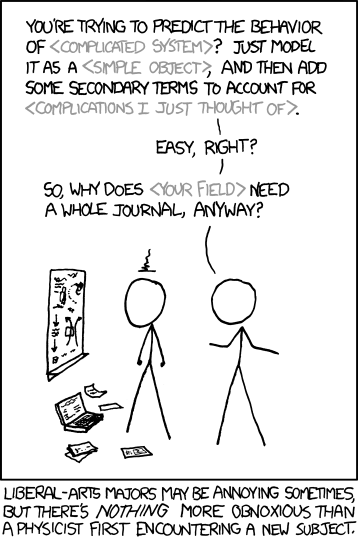 YOU'RE TRYING TO PREDICT THE BEHAVIOR
OF <COMPLICATED SYSTEM>? JUST MODEL
IT AS A <SIMPLE OBJECT>, AND THEN ADD
SOME SECONDARY TERMS TO ACCOUNT FOR
<COMPLICATIONS I JUST THOUGHT OF>.
EASY, RIGHT?
SO, WHY DOES <YOUR FIELD> NEED
A WHOLE JOURNAL, ANYWAY?
LIBERAL-ARTS MAJORS MAY BE ANNOYING SOMETIMES,
BUT THERE'S NOTHING MORE OBNOXIOUS THAN
A PHYSICIST FIRST ENCOUNTERING A NEW SUBJECT.